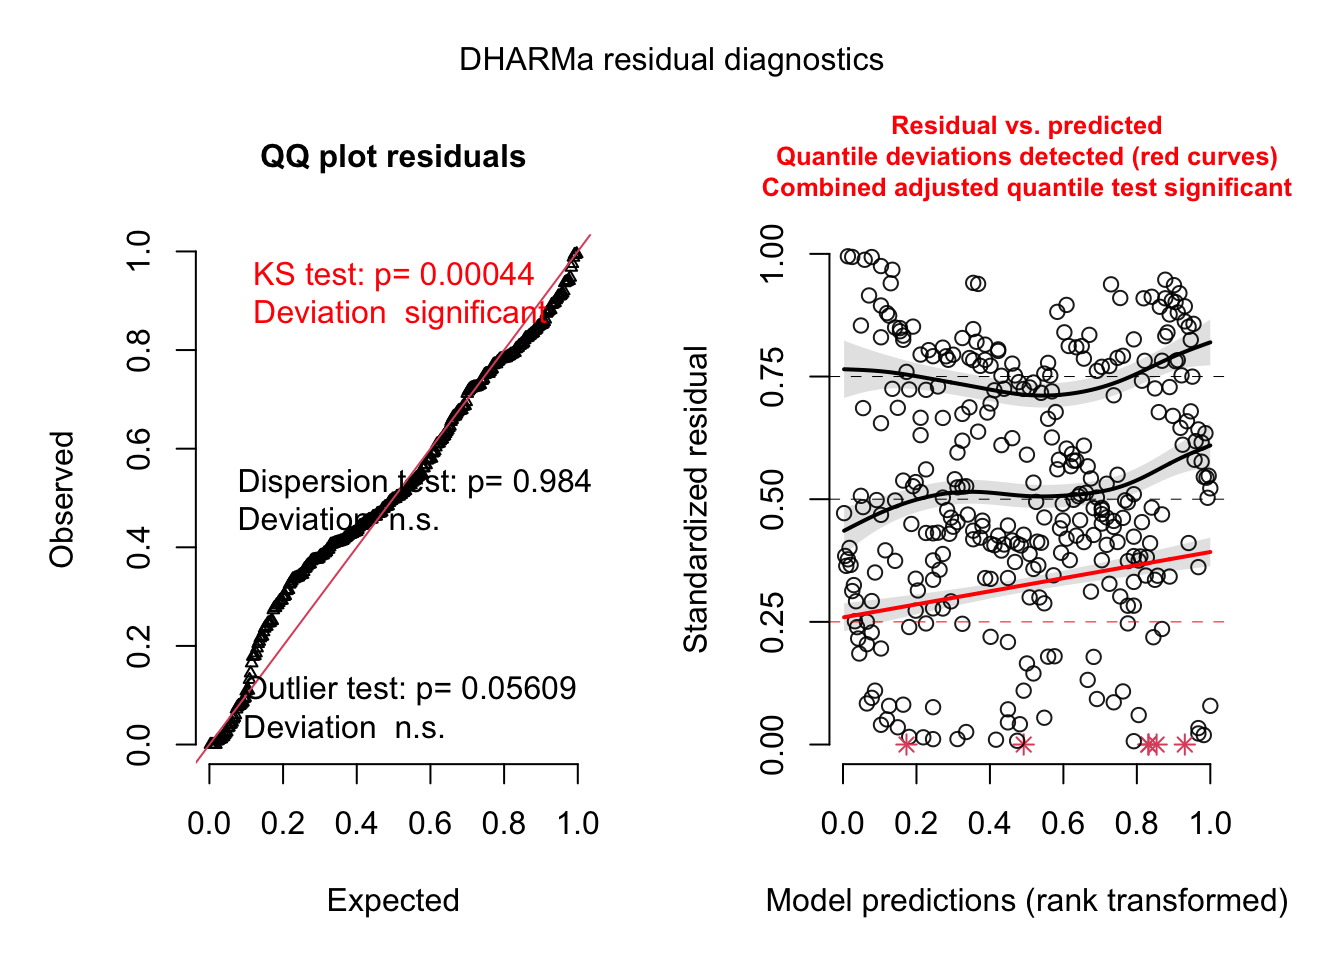 DHARMa residual diagnostics
QQ plot residuals
KS test: p= 0.00044
Deviation  significant
Dispersion test: p= 0.984
Deviation  n.s.
Outlier test: p= 0.05609
Deviation  n.s.
Observed
0.0 0.2 0.4 0.6 0.8 1.0
0.0 0.2 0.4 0.6 0.8 1.0
Expected
Residual vs. predicted
Quantile deviations detected (red curves)
Combined adjusted quantile test significant
Standardized residual
0.00 0.25 0.50 0.75 1.00
0.0 0.2 0.4 0.6 0.8 1.0
Model predictions (rank transformed)